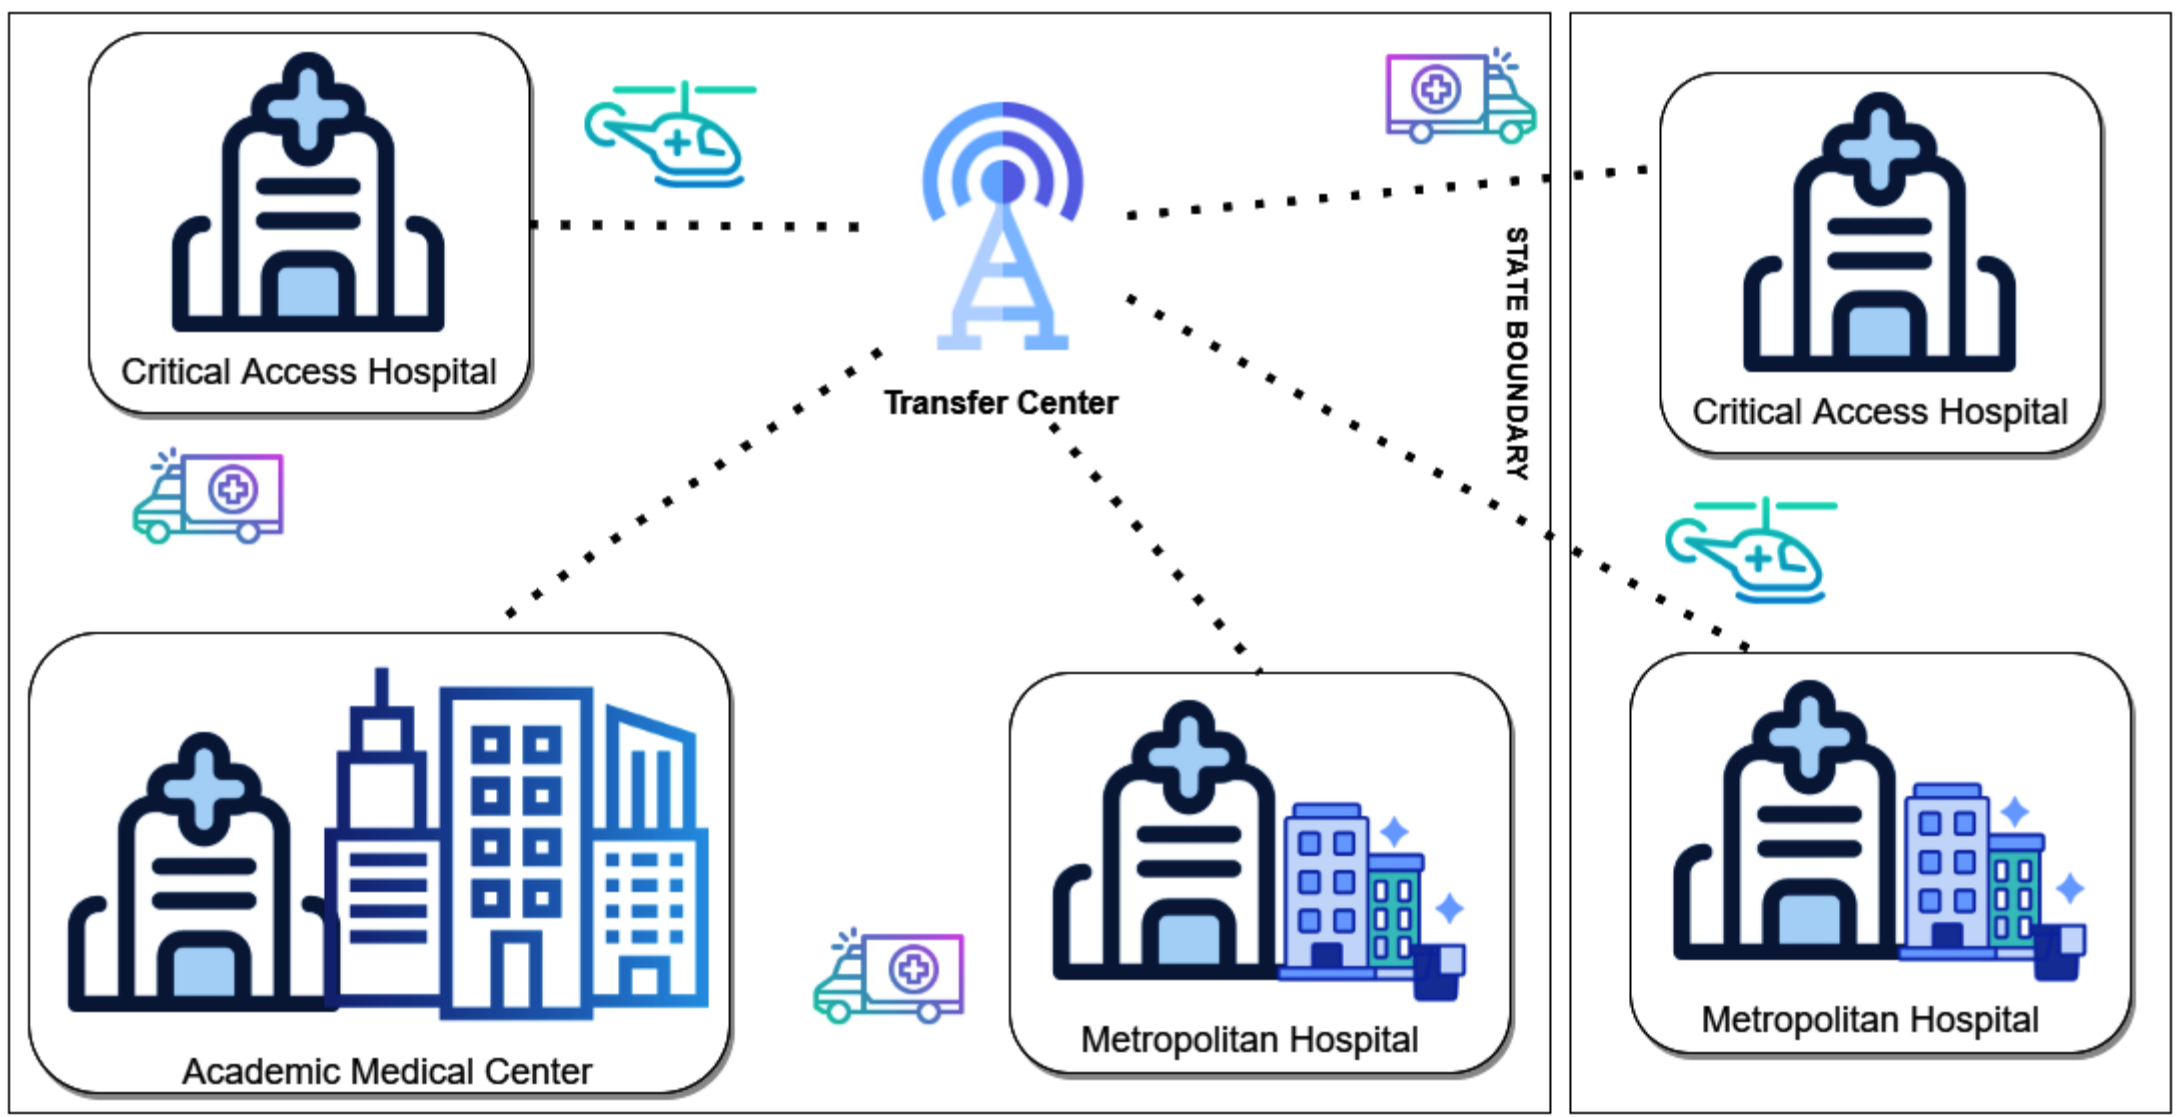 Critical Access Hospital
Transfer Center
STATE BOUNDARY
Critical Access Hospital
Academic Medical Center
Metropolitan Hospital
Metropolitan Hospital